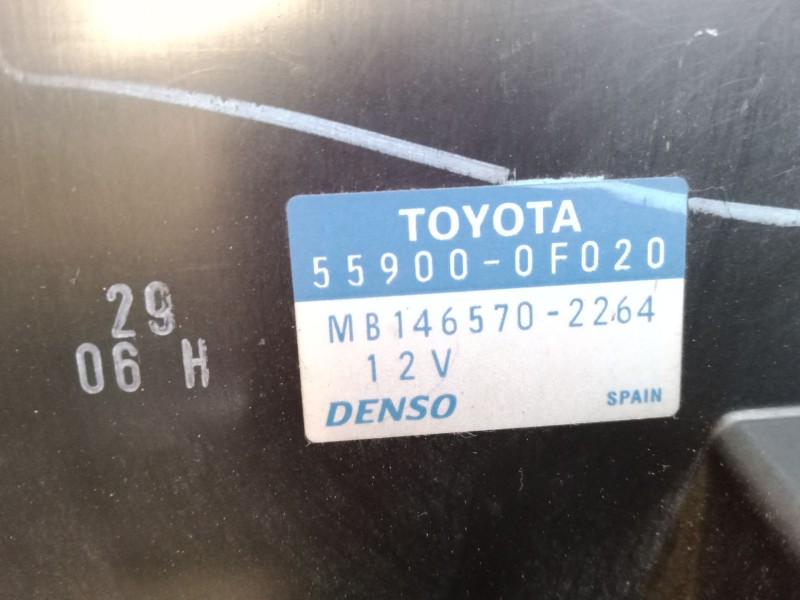 TOYOTA
55900-0F020
MB146570-2264
12V
DENSO SPAIN
29
06 H